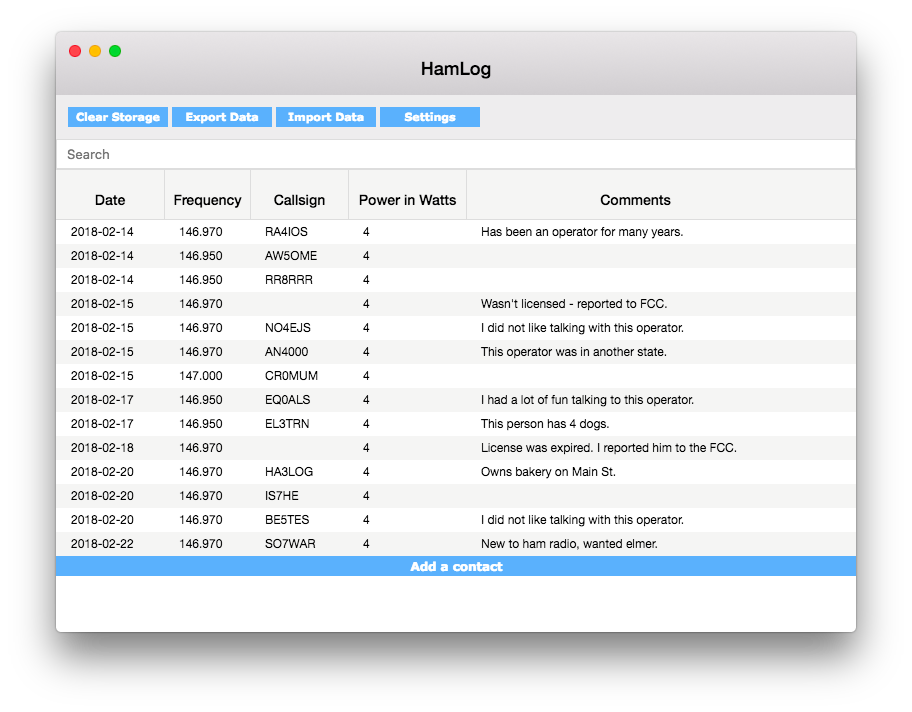 HamLog
Clear Storage Export Data Import Data Settings
Search
Date Frequency Callsign Power in Watts Comments
2018-02-14 146.970 RA4IOS 4 Has been an operator for many years.
2018-02-14 146.950 AW5OME 4
2018-02-14 146.950 RR8RRR 4
2018-02-15 146.970 4 Wasn't licensed - reported to FCC.
2018-02-15 146.970 NO4EJS 4 I did not like talking with this operator.
2018-02-15 146.970 AN4000 4 This operator was in another state.
2018-02-15 147.000 CR0MUM 4
2018-02-17 146.950 EQ0ALS 4 I had a lot of fun talking to this operator.
2018-02-17 146.950 EL3TRN 4 This person has 4 dogs.
2018-02-18 146.970 4 License was expired. I reported him to the FCC.
2018-02-20 146.970 HA3LOG 4 Owns bakery on Main St.
2018-02-20 146.970 IS7HE 4
2018-02-20 146.970 BE5TES 4 I did not like talking with this operator.
2018-02-22 146.970 SO7WAR 4 New to ham radio, wanted elmer.
Add a contact